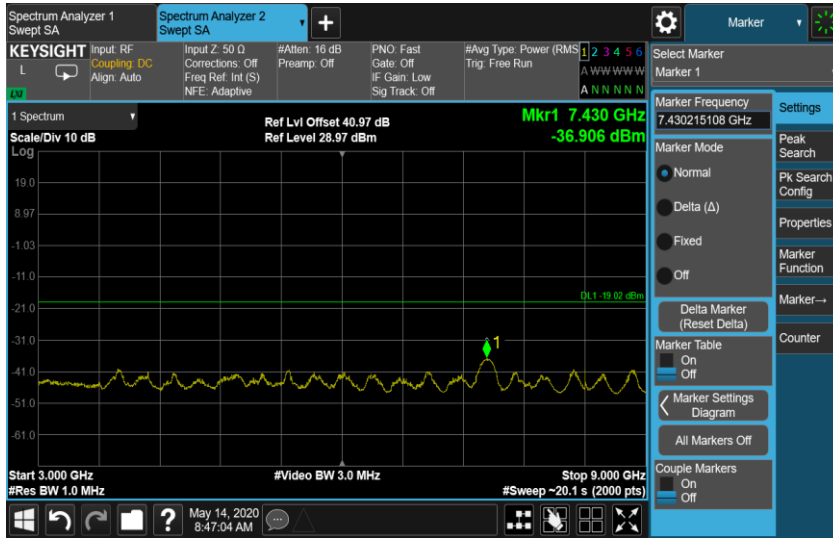 Spectrum Analyzer 1
Swept SA
Spectrum Analyzer 2
Swept SA
Marker
KEYSIGHT
L
LXI
Input: RF
Coupling: DC
Align: Auto
Input Z: 50 Ω
Corrections: Off
Freq Ref: Int (S)
NFE: Adaptive
#Atten: 16 dB
Preamp: Off
PNO: Fast
Gate: Off
IF Gain: Low
Sig Track: Off
#Avg Type: Power (RMS
Trig: Free Run
1 2 3 4 5 6
A W W W W W
A N N N N N
Select Marker
Marker 1
1 Spectrum
Scale/Div 10 dB
Log
Ref Lvl Offset 40.97 dB
Ref Level 28.97 dBm
Mkr1 7.430 GHz
-36.906 dBm
19.0
8.97
-1.03
-11.0
-21.0
-31.0
-41.0
-51.0
-61.0
DL1 -19.02 dBm
1
Start 3.000 GHz
#Res BW 1.0 MHz
#Video BW 3.0 MHz
Stop 9.000 GHz
#Sweep ~20.1 s (2000 pts)
Marker Frequency
7.430215108 GHz
Marker Mode
Normal
Delta (Δ)
Fixed
Off
Delta Marker
(Reset Delta)
Marker Table
On
Off
Marker Settings
Diagram
All Markers Off
Couple Markers
On
Off
Settings
Peak
Search
Pk Search
Config
Properties
Marker
Function
Marker→
Counter
?
May 14, 2020
8:47:04 AM